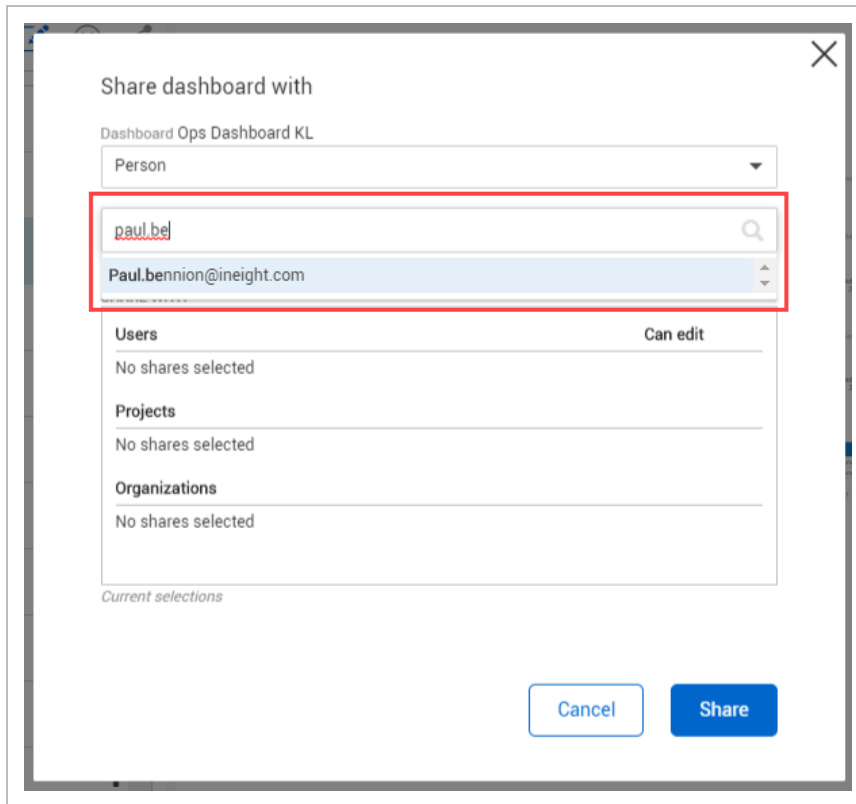 Share dashboard with
Dashboard Ops Dashboard KL
Person
paul.be
Paul.bennion@ineight.com
Users Can edit
No shares selected
Projects
No shares selected
Organizations
No shares selected
Current selections
Cancel Share